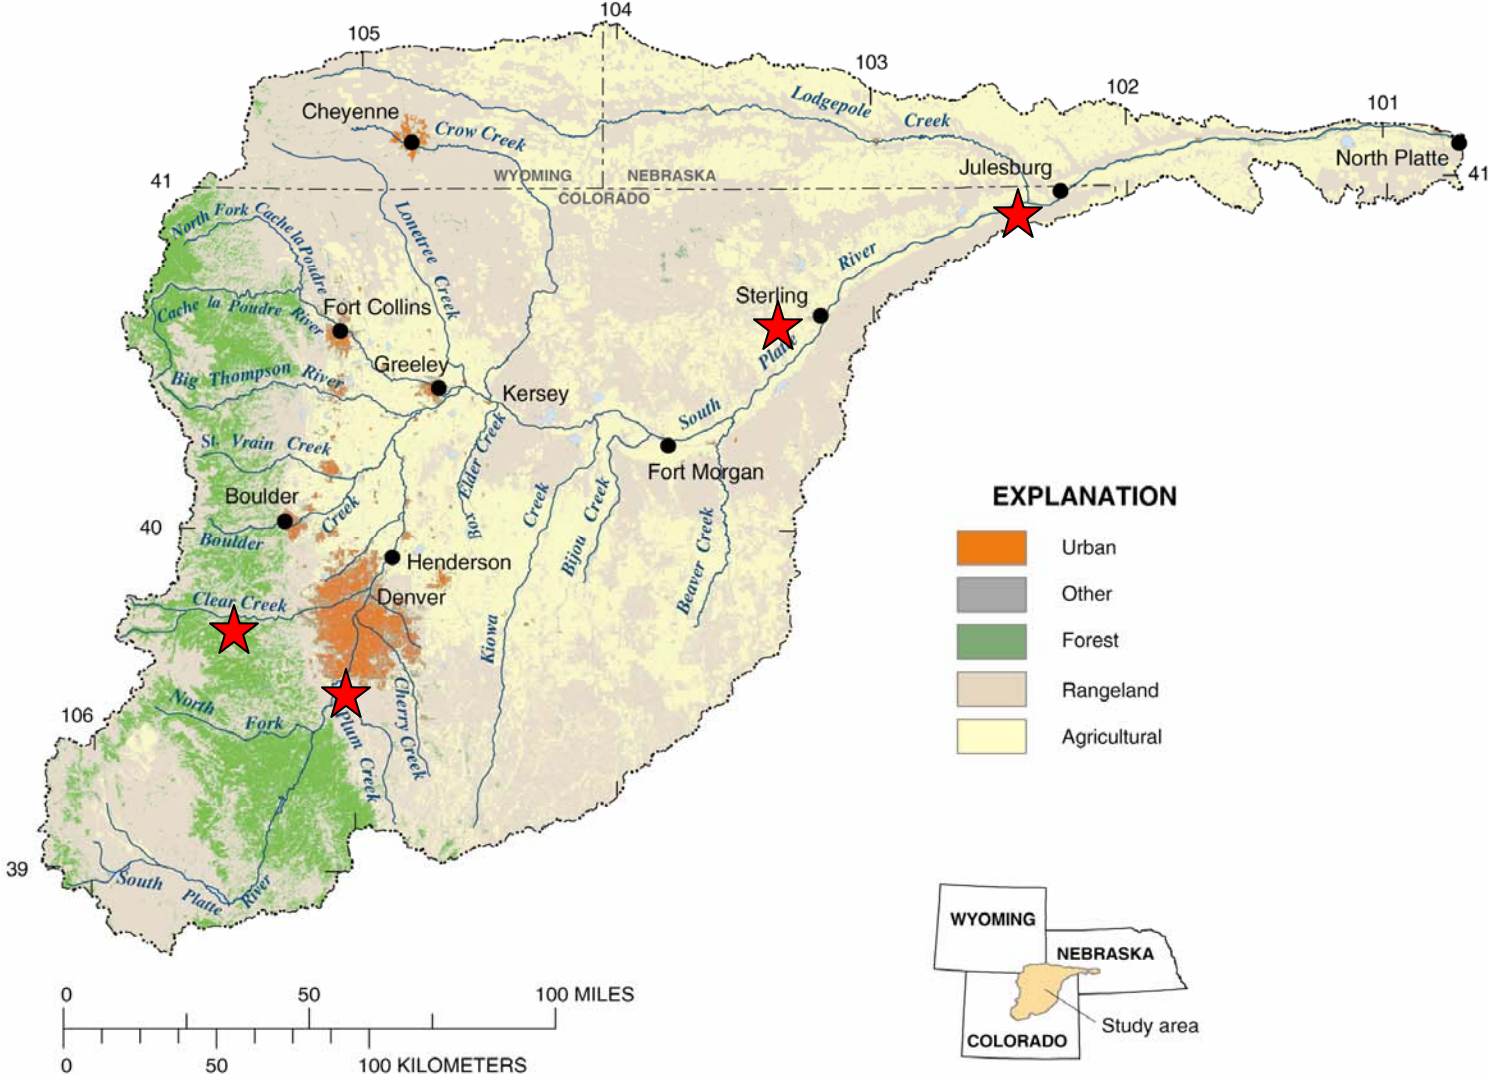 104
105
103
102
101
Cheyenne
Crow Creek
Lodgepole
Creek
Julesburg
North Platte
41
41
WYOMING
NEBRASKA
COLORADO
North Fork Cache la Poudre
Lonetree Creek
River
Sterling
Cache la Poudre River
Fort Collins
Platte
Greeley
Big Thompson River
Kersey
South
St. Vrain Creek
Box Elder Creek
Fort Morgan
Boulder
Creek
Bijou Creek
Beaver Creek
40
Boulder
Creek
Henderson
Clear Creek
Denver
Kiowa
North
Fork
Cherry Creek
Plum Creek
106
39
South
Platte
River
EXPLANATION
Urban
Other
Forest
Rangeland
Agricultural
WYOMING
NEBRASKA
COLORADO
Study area
0 50 100 MILES
0 50 100 KILOMETERS